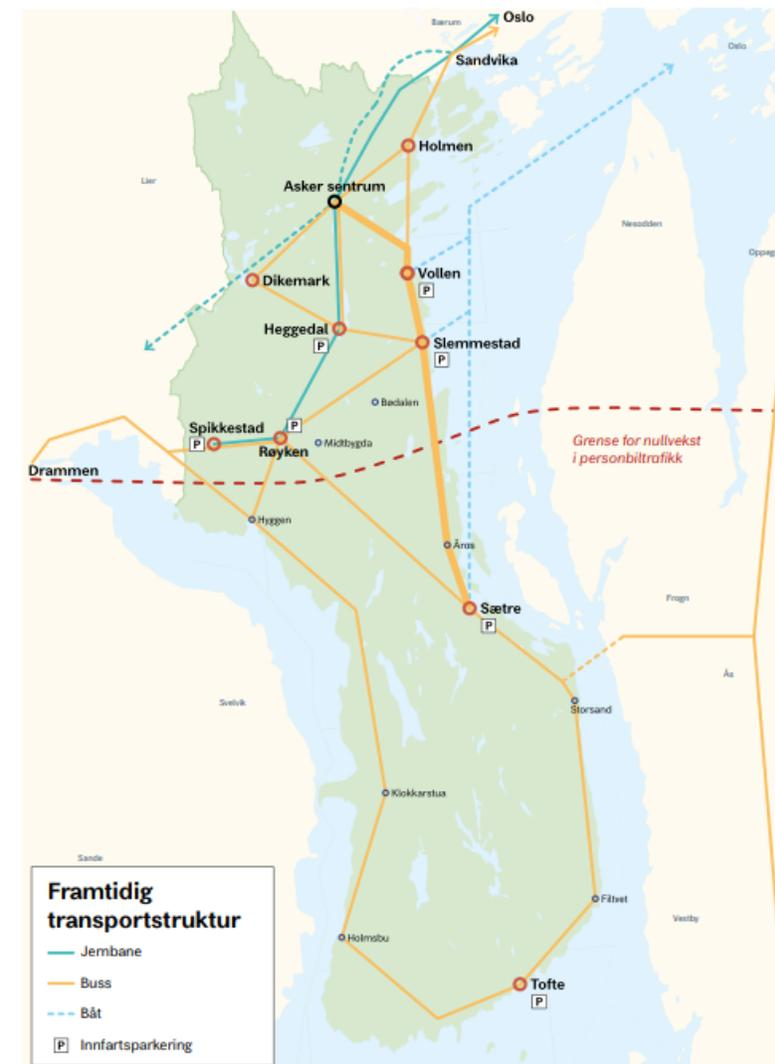 Oslo
Bærum
Sandvika
Oslo
Holmen
Lier
Asker sentrum
Nesodden
Oppeg
Vollen
P
Dikemark
Heggedal
P
Slemmestad
P
Bødalen
Spikkestad
P
P
Midtbygda
Røyken
Grense for nullvekst
i personbiltrafikk
Drammen
Hyggen
Åros
Frogn
Sætre
P
Ås
Svelvik
Storsand
Klokkarstua
Sande
Filtvet
Vestby
Holmsbu
Tofte
P
Framtidig
transportstruktur
Jernbane
Buss
Båt
P Innfartsparkering